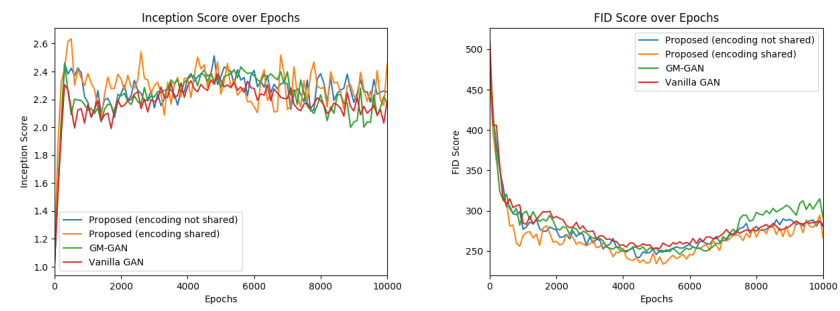 Inception Score over Epochs
2.6
2.4
2.2
2.0
1.8
1.6
1.4
1.2
1.0
Inception Score
Proposed (encoding not shared)
Proposed (encoding shared)
GM-GAN
Vanilla GAN
0
2000
4000
6000
8000
10000
Epochs
FID Score over Epochs
500
450
400
350
300
250
FID Score
Proposed (encoding not shared)
Proposed (encoding shared)
GM-GAN
Vanilla GAN
0
2000
4000
6000
8000
10000
Epochs